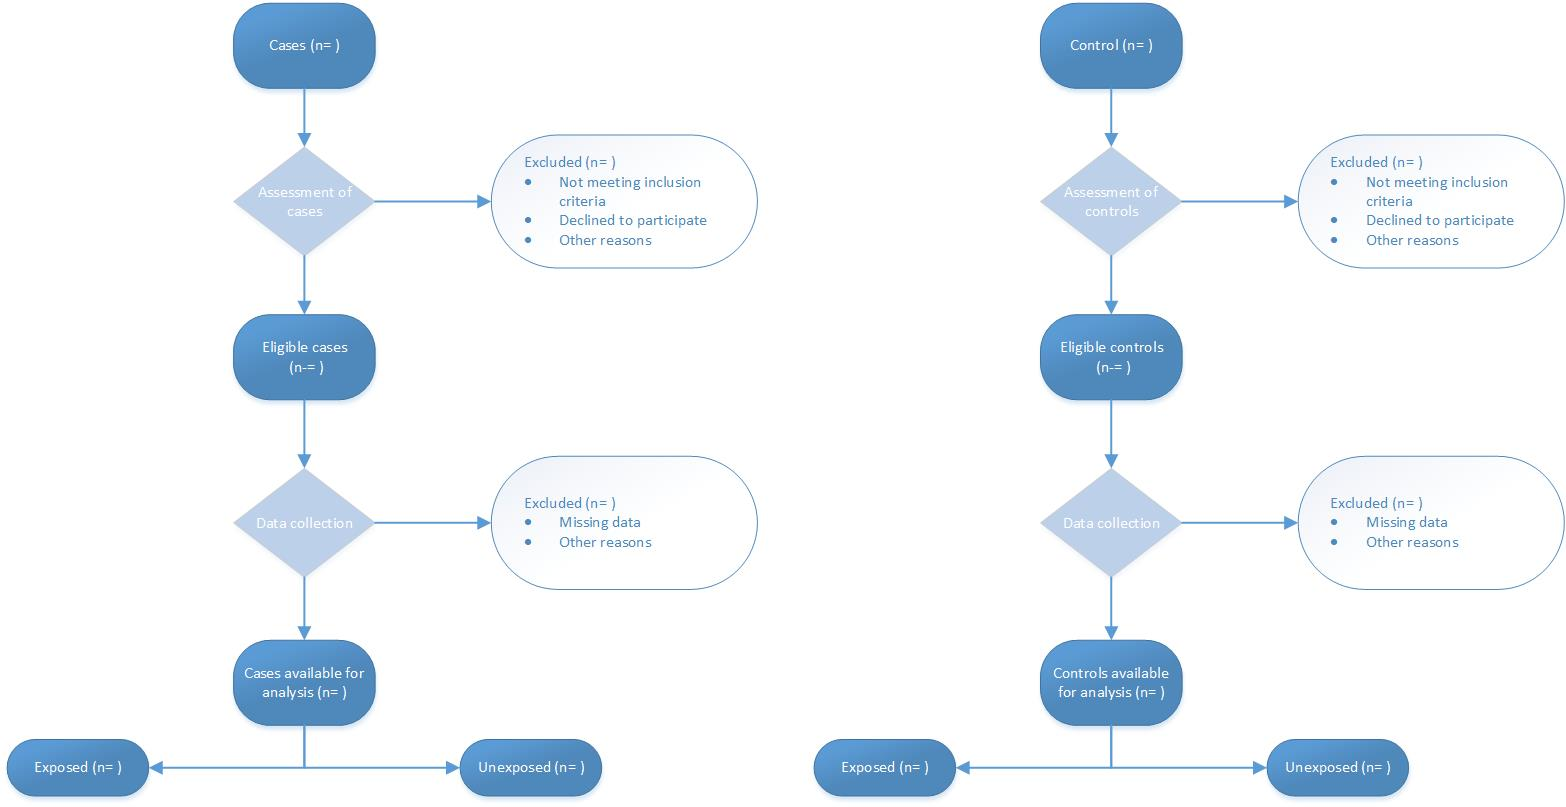 Cases (n= )
Assessment of
cases
Excluded (n= )
• Not meeting inclusion
criteria
• Declined to participate
• Other reasons
Eligible cases
(n-= )
Data collection
Excluded (n= )
• Missing data
• Other reasons
Cases available for
analysis (n= )
Exposed (n= )
Unexposed (n= )
Control (n= )
Assessment of
controls
Excluded (n= )
• Not meeting inclusion
criteria
• Declined to participate
• Other reasons
Eligible controls
(n-= )
Data collection
Excluded (n= )
• Missing data
• Other reasons
Controls available
for analysis (n= )
Exposed (n= )
Unexposed (n= )